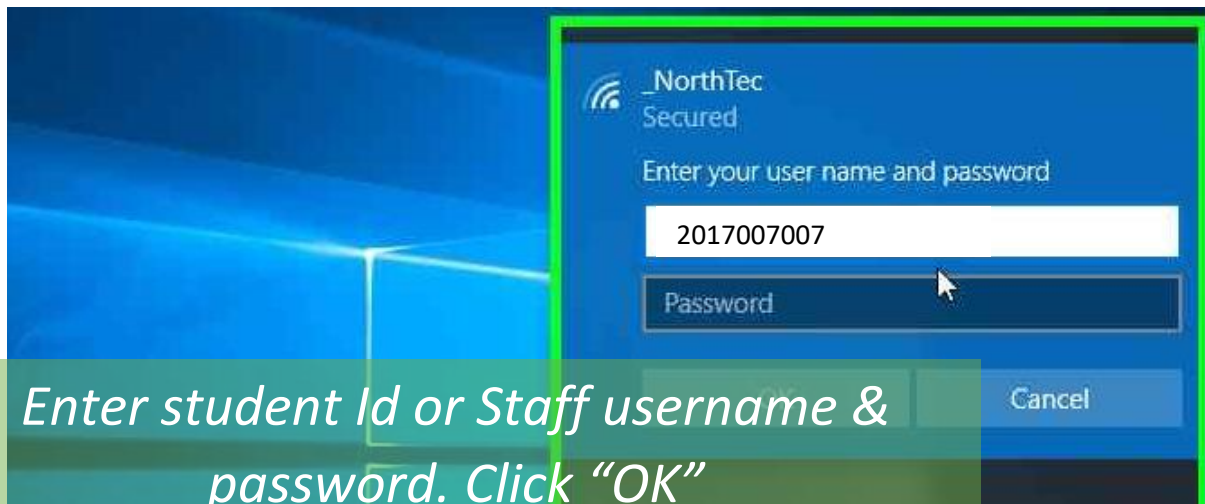 _NorthTec
Secured
Enter your user name and password
2017007007
Password
OK
Cancel
Enter student Id or Staff username &
password. Click “OK”